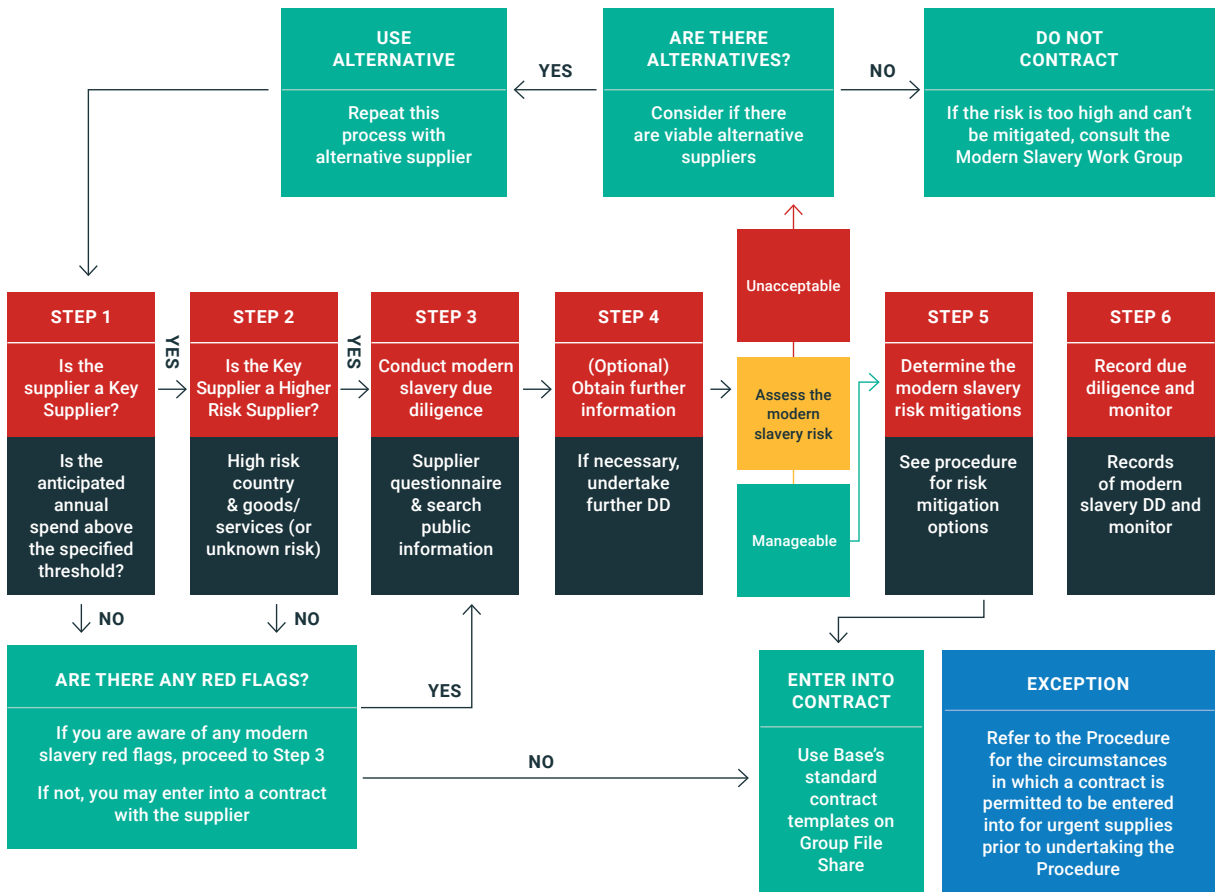 USE
ALTERNATIVE
Repeat this
process with
alternative supplier
YES
ARE THERE
ALTERNATIVES?
Consider if there
are viable alternative
suppliers
NO
DO NOT
CONTRACT
If the risk is too high and can't
be mitigated, consult the
Modern Slavery Work Group
STEP 1
Is the
supplier a Key
Supplier?
Is the
anticipated
annual
spend above
the specified
threshold?
YES
STEP 2
Is the Key
Supplier a Higher
Risk Supplier?
High risk
country
& goods/
services (or
unknown risk)
YES
STEP 3
Conduct modern
slavery due
diligence
Supplier
questionnaire
& search
public
information
STEP 4
(Optional)
Obtain further
information
If necessary,
undertake
further DD
Unacceptable
Assess the
modern
slavery risk
Manageable
STEP 5
Determine the
modern slavery
risk mitigations
See procedure
for risk
mitigation
options
STEP 6
Record due
diligence and
monitor
Records
of modern
slavery DD and
monitor
NO
NO
ARE THERE ANY RED FLAGS?
If you are aware of any modern
slavery red flags, proceed to Step 3
If not, you may enter into a contract
with the supplier
YES
NO
ENTER INTO
CONTRACT
Use Base's
standard
contract
templates on
Group File
Share
EXCEPTION
Refer to the Procedure
for the circumstances
in which a contract is
permitted to be entered
into for urgent supplies
prior to undertaking the
Procedure